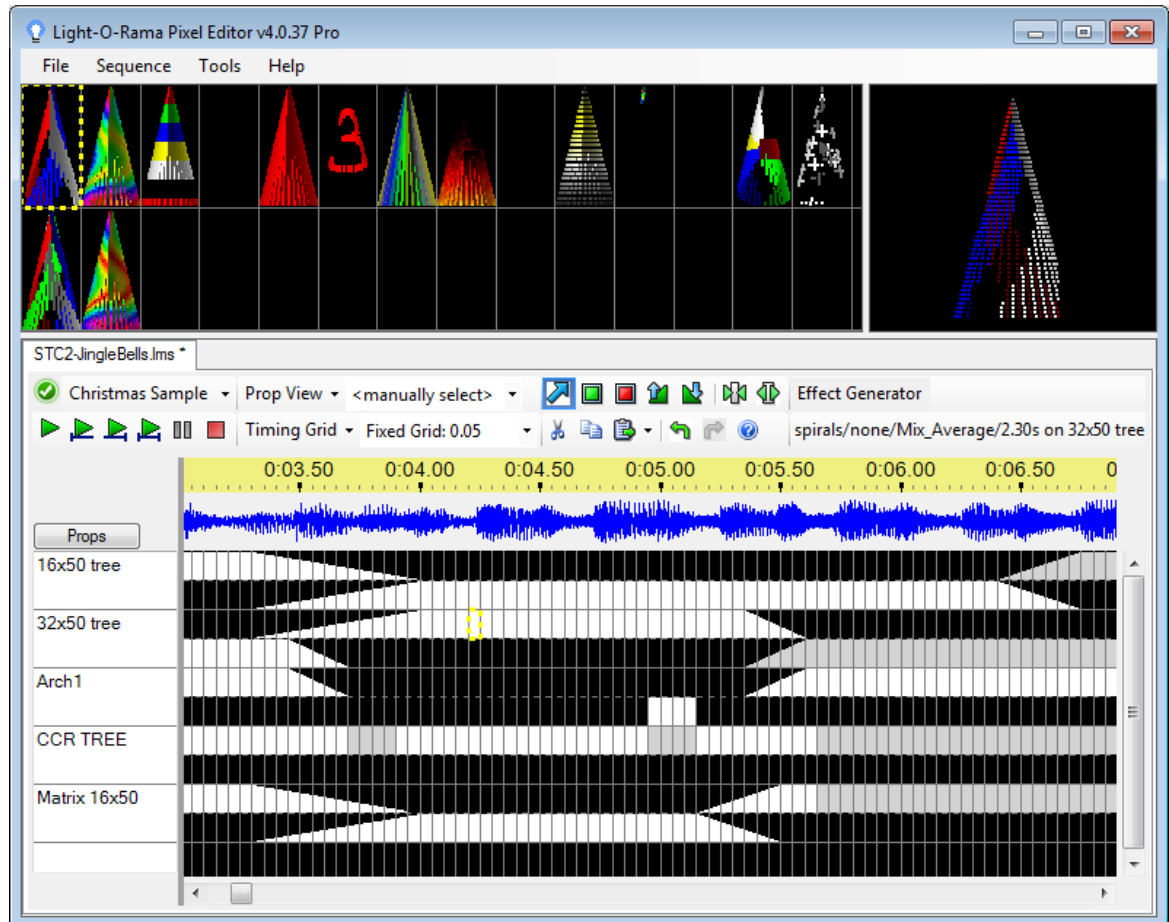 Light-O-Rama Pixel Editor v4.0.37 Pro
File Sequence Tools Help
3
STC2-JingleBells.lms *
Christmas Sample Prop View <manually select> Effect Generator
Timing Grid Fixed Grid: 0.05 spirals/none/Mix_Average/2.30s on 32x50 tree
0:03.50 0:04.00 0:04.50 0:05.00 0:05.50 0:06.00 0:06.50 0
Props
16x50 tree
32x50 tree
Arch1
CCR TREE
Matrix 16x50